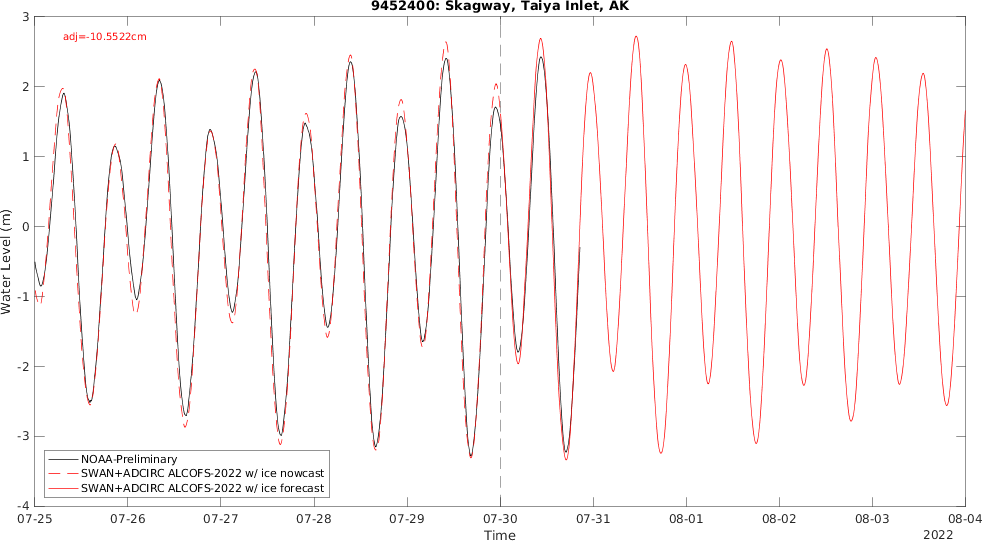 9452400: Skagway, Taiya Inlet, AK
adj=-10.5522cm
3
2
1
0
-1
-2
-3
-4
Water Level (m)
NOAA-Preliminary
SWAN+ADCIRC ALCOFS-2022 w/ ice nowcast
SWAN+ADCIRC ALCOFS-2022 w/ ice forecast
07-25 07-26 07-27 07-28 07-29 07-30 07-31 08-01 08-02 08-03 08-04
Time
2022